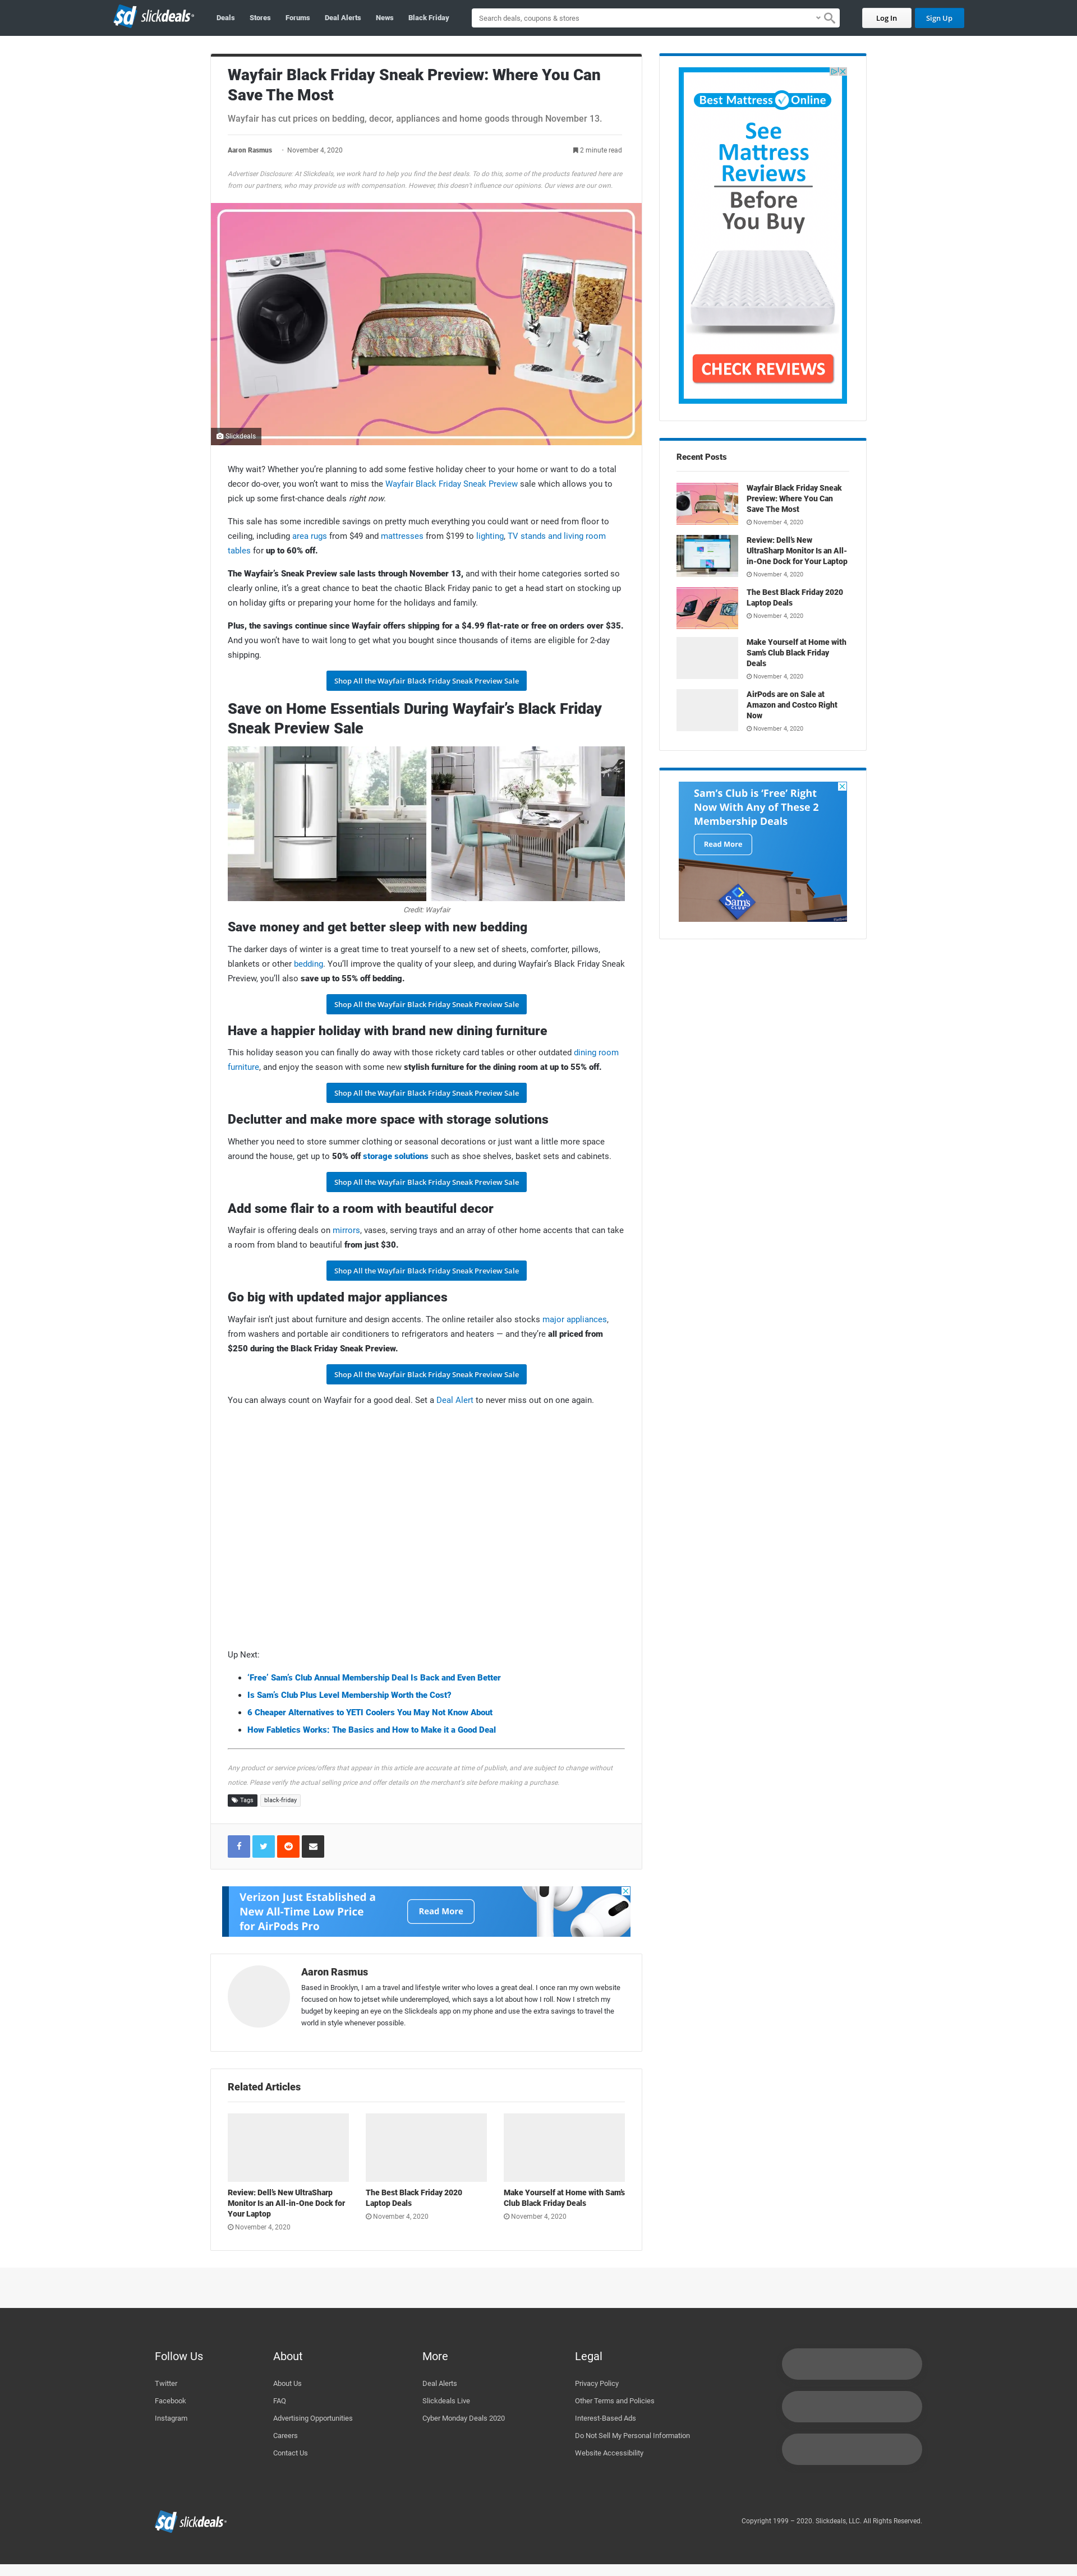 sd slickdeals
Deals
Stores
Forums
Deal Alerts
News
Black Friday
Search deals, coupons & stores
Log In
Sign Up
Wayfair Black Friday Sneak Preview: Where You Can
Save The Most
Wayfair has cut prices on bedding, decor, appliances and home goods through November 13.
Aaron Rasmus · November 4, 2020
2 minute read
Advertiser Disclosure: At Slickdeals, we work hard to help you find the best deals. To do this, some of the products featured here are
from our partners, who may provide us with compensation. However, this doesn't influence our opinions. Our views are our own.
Slickdeals
Why wait? Whether you're planning to add some festive holiday cheer to your home or want to do a total
decor do-over, you won't want to miss the Wayfair Black Friday Sneak Preview sale which allows you to
pick up some first-chance deals right now.
This sale has some incredible savings on pretty much everything you could want or need from floor to
ceiling, including area rugs from $49 and mattresses from $199 to lighting, TV stands and living room
tables for up to 60% off.
The Wayfair's Sneak Preview sale lasts through November 13, and with their home categories sorted so
clearly online, it's a great chance to beat the chaotic Black Friday panic to get a head start on stocking up
on holiday gifts or preparing your home for the holidays and family.
Plus, the savings continue since Wayfair offers shipping for a $4.99 flat-rate or free on orders over $35.
And you won't have to wait long to get what you bought since thousands of items are eligible for 2-day
shipping.
Shop All the Wayfair Black Friday Sneak Preview Sale
Save on Home Essentials During Wayfair's Black Friday
Sneak Preview Sale
Credit: Wayfair
Save money and get better sleep with new bedding
The darker days of winter is a great time to treat yourself to a new set of sheets, comforter, pillows,
blankets or other bedding. You'll improve the quality of your sleep, and during Wayfair's Black Friday Sneak
Preview, you'll also save up to 55% off bedding.
Shop All the Wayfair Black Friday Sneak Preview Sale
Have a happier holiday with brand new dining furniture
This holiday season you can finally do away with those rickety card tables or other outdated dining room
furniture, and enjoy the season with some new stylish furniture for the dining room at up to 55% off.
Shop All the Wayfair Black Friday Sneak Preview Sale
Declutter and make more space with storage solutions
Whether you need to store summer clothing or seasonal decorations or just want a little more space
around the house, get up to 50% off storage solutions such as shoe shelves, basket sets and cabinets.
Shop All the Wayfair Black Friday Sneak Preview Sale
Add some flair to a room with beautiful decor
Wayfair is offering deals on mirrors, vases, serving trays and an array of other home accents that can take
a room from bland to beautiful from just $30.
Shop All the Wayfair Black Friday Sneak Preview Sale
Go big with updated major appliances
Wayfair isn't just about furniture and design accents. The online retailer also stocks major appliances,
from washers and portable air conditioners to refrigerators and heaters — and they're all priced from
$250 during the Black Friday Sneak Preview.
Shop All the Wayfair Black Friday Sneak Preview Sale
You can always count on Wayfair for a good deal. Set a Deal Alert to never miss out on one again.
Up Next:
'Free' Sam's Club Annual Membership Deal Is Back and Even Better
Is Sam's Club Plus Level Membership Worth the Cost?
6 Cheaper Alternatives to YETI Coolers You May Not Know About
How Fabletics Works: The Basics and How to Make it a Good Deal
Any product or service prices/offers that appear in this article are accurate at time of publish, and are subject to change without
notice. Please verify the actual selling price and offer details on the merchant's site before making a purchase.
Tags
black-friday
Verizon Just Established a
New All-Time Low Price
for AirPods Pro
Read More
Aaron Rasmus
Based in Brooklyn, I am a travel and lifestyle writer who loves a great deal. I once ran my own website
focused on how to jetset while underemployed, which says a lot about how I roll. Now I stretch my
budget by keeping an eye on the Slickdeals app on my phone and use the extra savings to travel the
world in style whenever possible.
Related Articles
Review: Dell's New UltraSharp
Monitor Is an All-in-One Dock for
Your Laptop
November 4, 2020
The Best Black Friday 2020
Laptop Deals
November 4, 2020
Make Yourself at Home with Sam's
Club Black Friday Deals
November 4, 2020
Best Mattress Online
See
Mattress
Reviews
Before
You Buy
CHECK REVIEWS
Recent Posts
Wayfair Black Friday Sneak
Preview: Where You Can
Save The Most
November 4, 2020
Review: Dell's New
UltraSharp Monitor Is an All-
in-One Dock for Your Laptop
November 4, 2020
The Best Black Friday 2020
Laptop Deals
November 4, 2020
Make Yourself at Home with
Sam's Club Black Friday
Deals
November 4, 2020
AirPods are on Sale at
Amazon and Costco Right
Now
November 4, 2020
Sam's Club is 'Free' Right
Now With Any of These 2
Membership Deals
Read More
Sam's
CLUB
Follow Us
Twitter
Facebook
Instagram
About
About Us
FAQ
Advertising Opportunities
Careers
Contact Us
More
Deal Alerts
Slickdeals Live
Cyber Monday Deals 2020
Legal
Privacy Policy
Other Terms and Policies
Interest-Based Ads
Do Not Sell My Personal Information
Website Accessibility
sd slickdeals
Copyright 1999 – 2020. Slickdeals, LLC. All Rights Reserved.